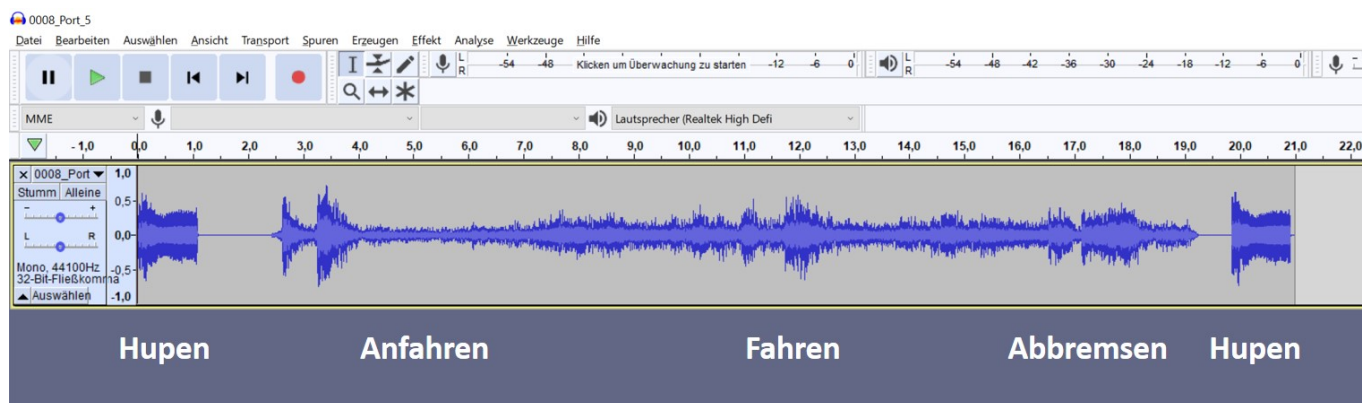 0008_Port_5
Datei Bearbeiten Auswählen Ansicht Transport Spuren Erzeugen Effekt Analyse Werkzeuge Hilfe
L R -54 -48 Klicken um Überwachung zu starten -12 -6 0 L R -54 -48 -42 -36 -30 -24 -18 -12 -6 0
MME Lautsprecher (Realtek High Defi
- 1,0 0,0 1,0 2,0 3,0 4,0 5,0 6,0 7,0 8,0 9,0 10,0 11,0 12,0 13,0 14,0 15,0 16,0 17,0 18,0 19,0 20,0 21,0 22,0
x 0008_Port 1,0
Stumm Alleine 0,5
- +
L R 0,0
Mono, 44100Hz -0,5
32-Bit-Fließkomma
Auswählen -1,0
Hupen Anfahren Fahren Abbremsen Hupen